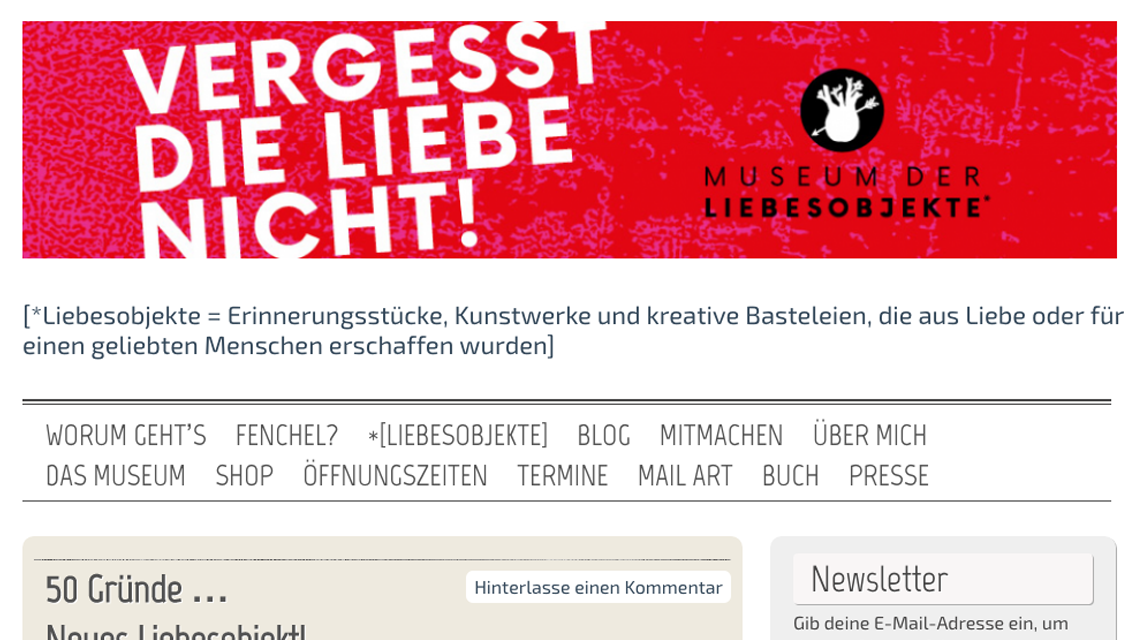 VERGESST
DIE LIEBE
NICHT!
MUSEUM DER
LIEBESOBJEKTE*
[*Liebesobjekte = Erinnerungsstücke, Kunstwerke und kreative Basteleien, die aus Liebe oder für
einen geliebten Menschen erschaffen wurden]
WORUM GEHT'S FENCHEL? *[LIEBESOBJEKTE] BLOG MITMACHEN ÜBER MICH
DAS MUSEUM SHOP ÖFFNUNGSZEITEN TERMINE MAIL ART BUCH PRESSE
50 Gründe ...
Hinterlasse einen Kommentar
Neues Liebesobjekt!
Newsletter
Gib deine E-Mail-Adresse ein, um